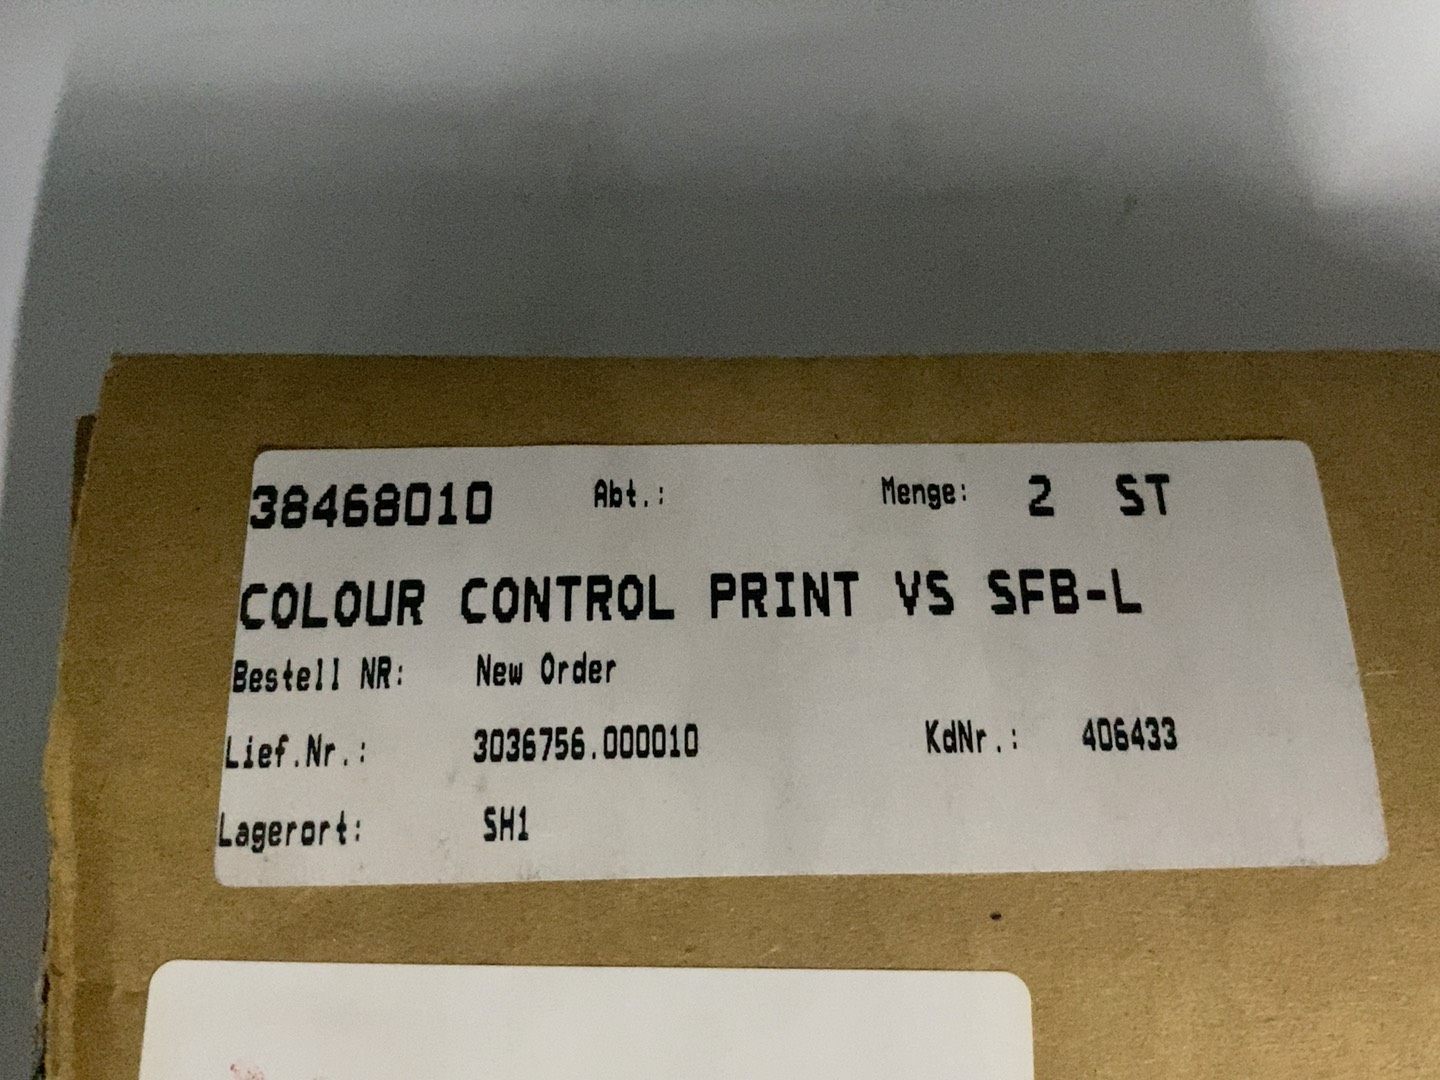 38468010 Abt.: Menge: 2 ST
COLOUR CONTROL PRINT VS SFB-L
Bestell NR: New Order
Lief.Nr.: 3036756.000010 KdNr.: 406433
Lagerort: SH1